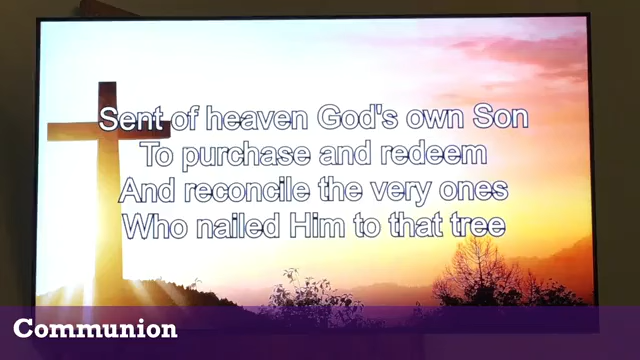 Sent of heaven God's own Son
To purchase and redeem
And reconcile the very ones
Who nailed Him to that tree
Communion